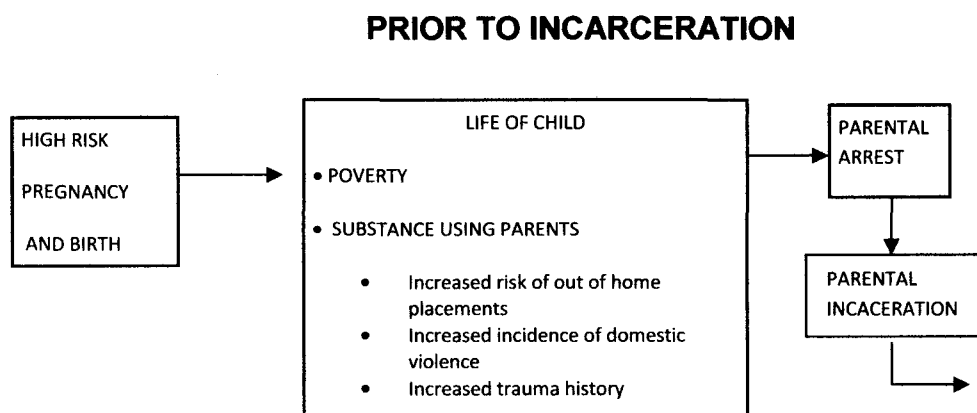 PRIOR TO INCARCERATION
HIGH RISK
PREGNANCY
AND BIRTH
LIFE OF CHILD
• POVERTY
• SUBSTANCE USING PARENTS
• Increased risk of out of home
placements
• Increased incidence of domestic
violence
• Increased trauma history
PARENTAL
ARREST
PARENTAL
INCACERATION